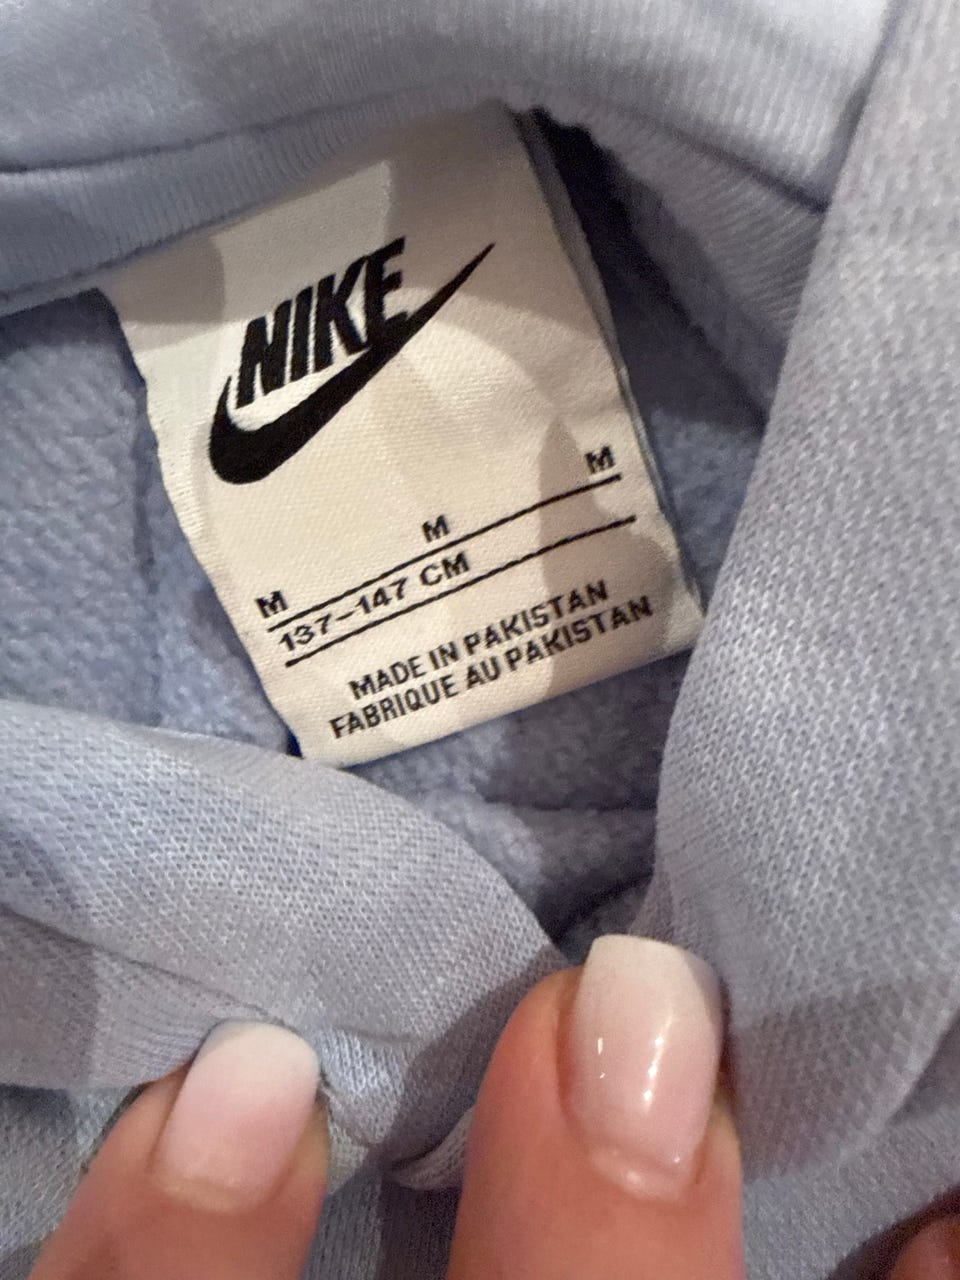 NIKE
M M M
137-147 CM
MADE IN PAKISTAN
FABRIQUE AU PAKISTAN